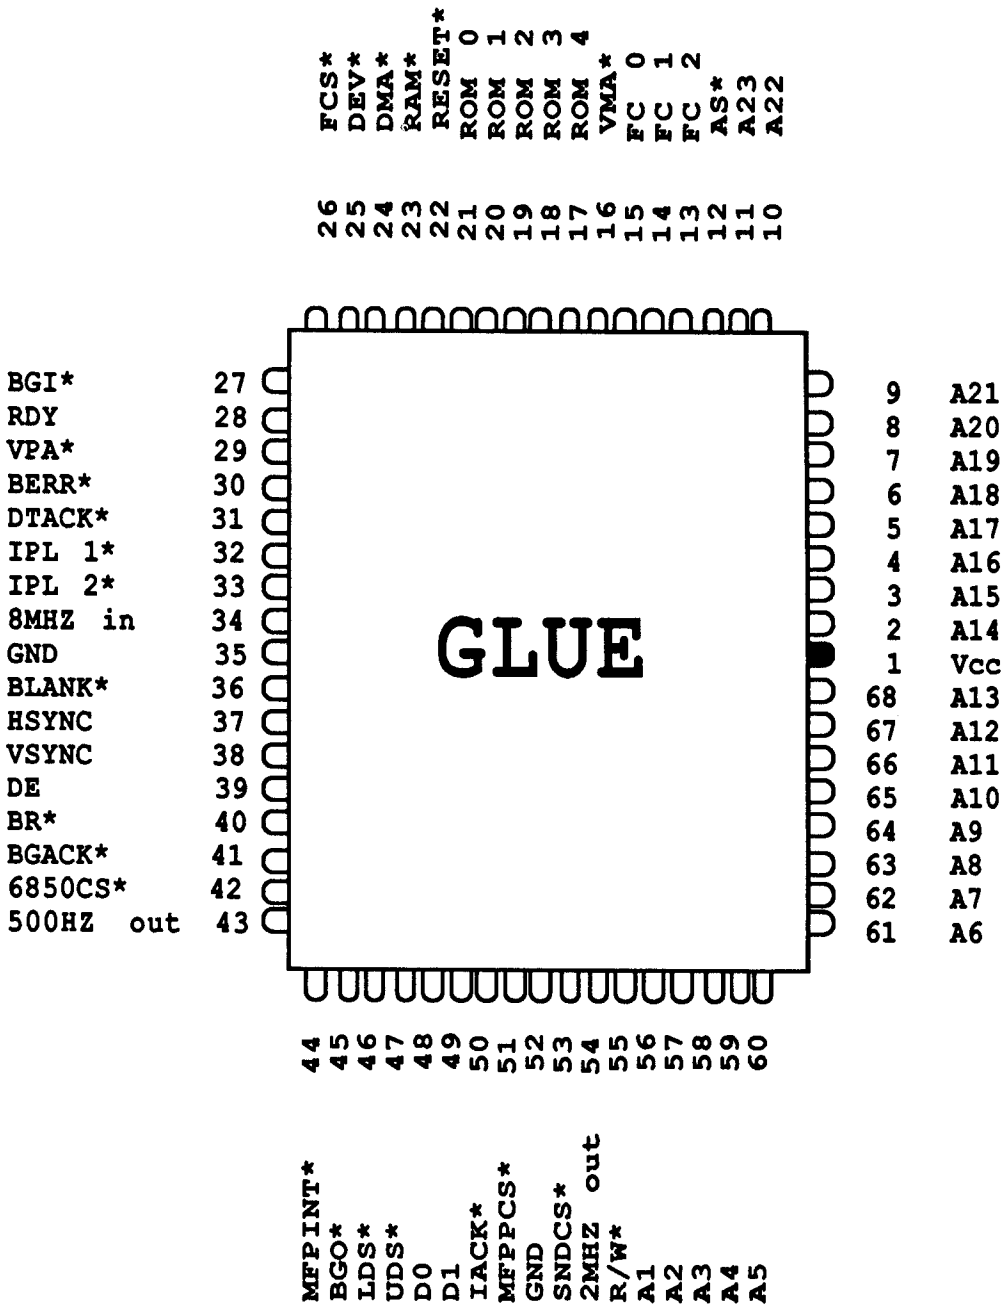 FCS*
DEV*
DMA*
RAM*
RESET*
ROM 0
ROM 1
ROM 2
ROM 3
ROM 4
VMA*
FC 0
FC 1
FC 2
AS*
A23
A22
26
25
24
23
22
21
20
19
18
17
16
15
14
13
12
11
10
BGI* 27
RDY 28
VPA* 29
BERR* 30
DTACK* 31
IPL 1* 32
IPL 2* 33
8MHZ in 34
GND 35
BLANK* 36
HSYNC 37
VSYNC 38
DE 39
BR* 40
BGACK* 41
6850CS* 42
500HZ out 43
GLUE
9 A21
8 A20
7 A19
6 A18
5 A17
4 A16
3 A15
2 A14
1 Vcc
68 A13
67 A12
66 A11
65 A10
64 A9
63 A8
62 A7
61 A6
44
45
46
47
48
49
50
51
52
53
54
55
56
57
58
59
60
MFPINT*
BGO*
LDS*
UDS*
D0
D1
IACK*
MFPPCS*
GND
SNDCS*
2MHZ out
R/W*
A1
A2
A3
A4
A5